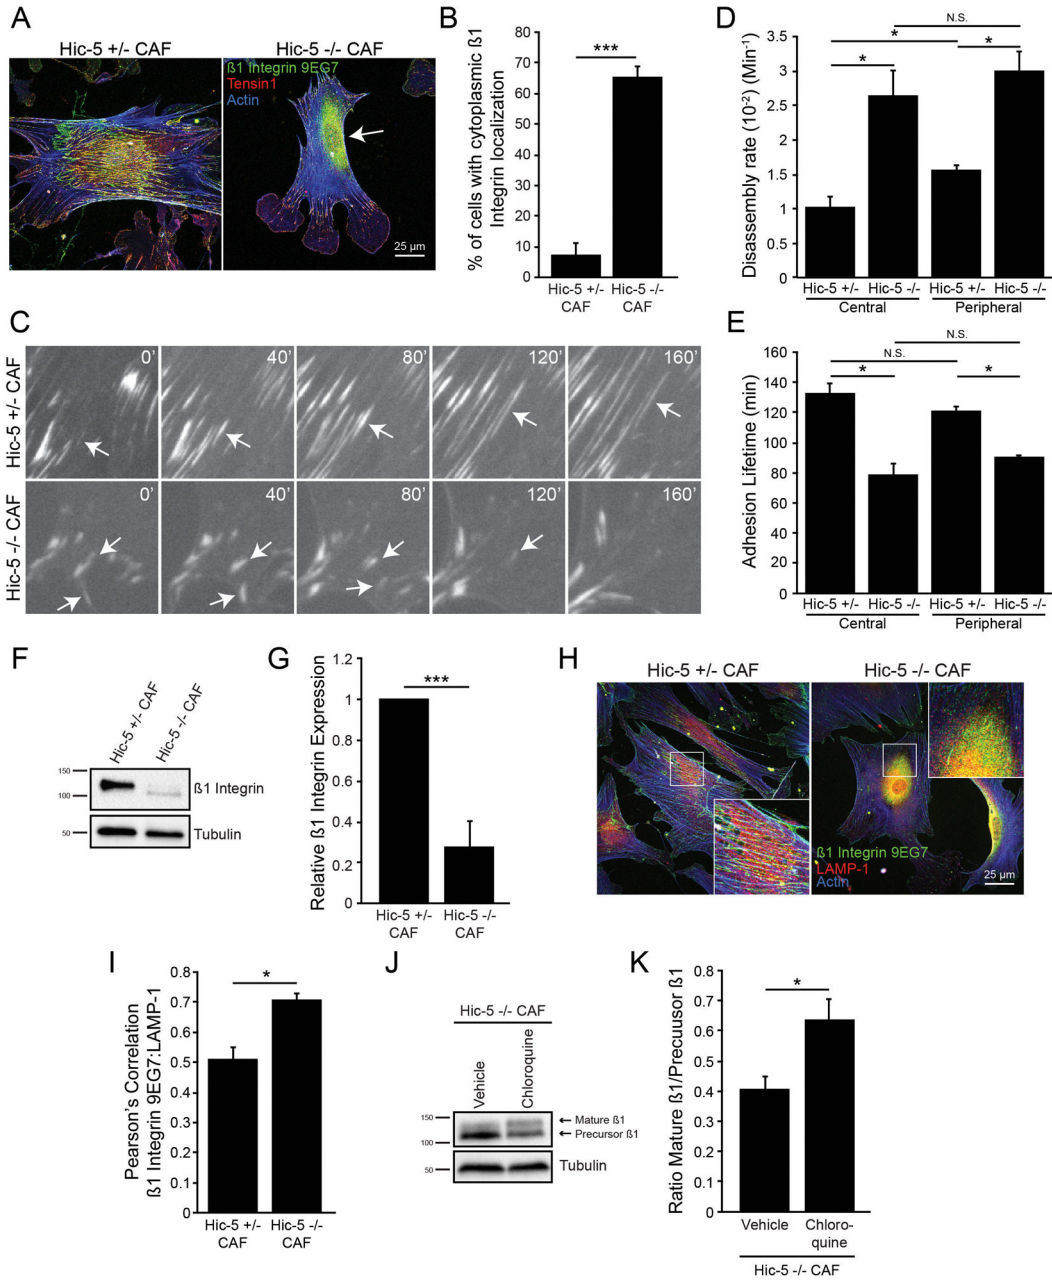 A
Hic-5 +/- CAF
Hic-5 -/- CAF
ß1 Integrin 9EG7
Tensin1
Actin
25 µm
B
% of cells with cytoplasmic ß1
Integrin localization
80
70
60
50
40
30
20
10
0
***
Hic-5 +/-
CAF
Hic-5 -/-
CAF
C
Hic-5 +/- CAF
0'
40'
80'
120'
160'
Hic-5 -/- CAF
0'
40'
80'
120'
160'
D
Disassembly rate (10⁻²) (Min⁻¹)
3.5
3
2.5
2
1.5
1
0.5
0
N.S.
*
*
*
Hic-5 +/-
Hic-5 -/-
Hic-5 +/-
Hic-5 -/-
Central
Peripheral
E
Adhesion Lifetime (min)
160
140
120
100
80
60
40
20
0
N.S.
N.S.
*
*
Hic-5 +/-
Hic-5 -/-
Hic-5 +/-
Hic-5 -/-
Central
Peripheral
F
Hic-5 +/- CAF
Hic-5 -/- CAF
150
100
50
ß1 Integrin
Tubulin
G
Relative ß1 Integrin Expression
1.2
1
0.8
0.6
0.4
0.2
0
***
Hic-5 +/-
CAF
Hic-5 -/-
CAF
H
Hic-5 +/- CAF
Hic-5 -/- CAF
ß1 Integrin 9EG7
LAMP-1
Actin
25 µm
I
Pearson's Correlation
ß1 Integrin 9EG7:LAMP-1
0.8
0.7
0.6
0.5
0.4
0.3
0.2
0.1
0
*
Hic-5 +/-
CAF
Hic-5 -/-
CAF
J
Hic-5 -/- CAF
Vehicle
Chloroquine
150
100
50
← Mature ß1
← Precursor ß1
Tubulin
K
Ratio Mature ß1/Precuusor ß1
0.8
0.7
0.6
0.5
0.4
0.3
0.2
0.1
0
*
Vehicle
Chloro-
quine
Hic-5 -/- CAF